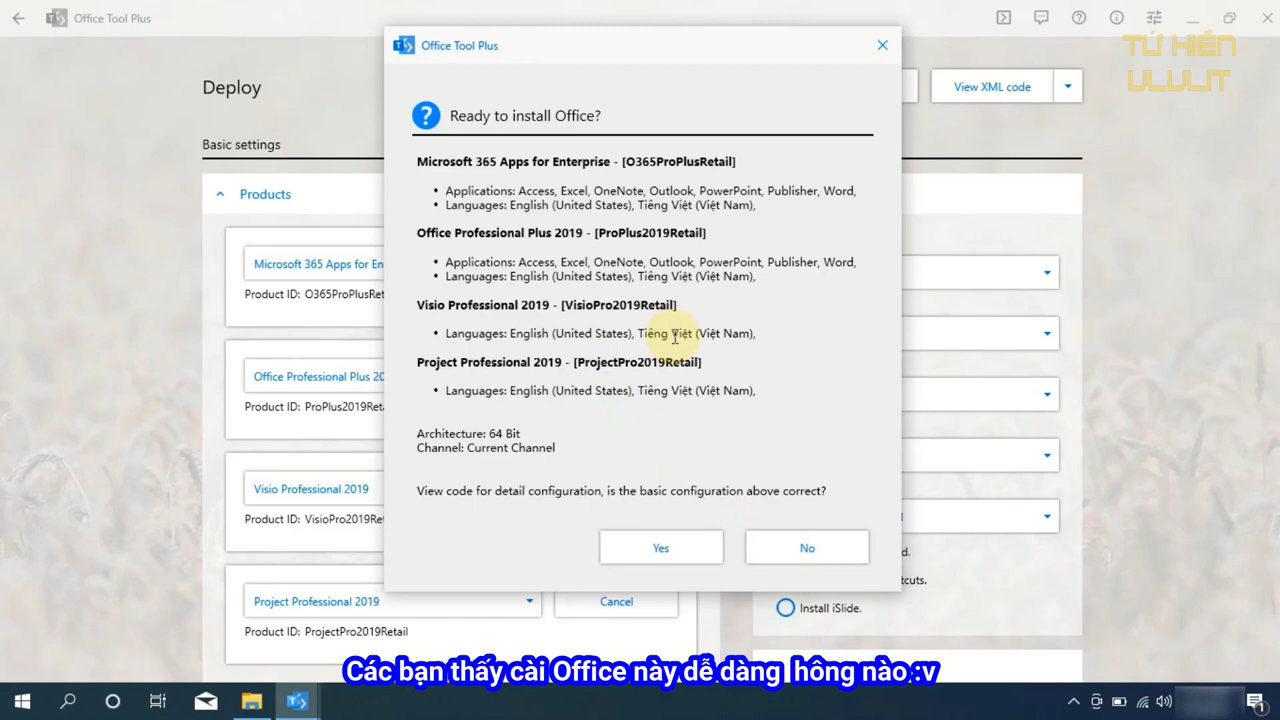 Office Tool Plus
TỨ HIẾN
ULULIT
Deploy
View XML code
Basic settings
Products
Microsoft 365 Apps for En
Product ID: O365ProPlusRet
Office Professional Plus 20
Product ID: ProPlus2019Reta
Visio Professional 2019
Product ID: VisioPro2019Ret
Project Professional 2019
Cancel
Product ID: ProjectPro2019Retail
d.
cuts.
Install iSlide.
Office Tool Plus
Ready to install Office?
Microsoft 365 Apps for Enterprise - [O365ProPlusRetail]
• Applications: Access, Excel, OneNote, Outlook, PowerPoint, Publisher, Word,
• Languages: English (United States), Tiếng Việt (Việt Nam),
Office Professional Plus 2019 - [ProPlus2019Retail]
• Applications: Access, Excel, OneNote, Outlook, PowerPoint, Publisher, Word,
• Languages: English (United States), Tiếng Việt (Việt Nam),
Visio Professional 2019 - [VisioPro2019Retail]
• Languages: English (United States), Tiếng Việt (Việt Nam),
Project Professional 2019 - [ProjectPro2019Retail]
• Languages: English (United States), Tiếng Việt (Việt Nam),
Architecture: 64 Bit
Channel: Current Channel
View code for detail configuration, is the basic configuration above correct?
Yes
No
Các bạn thấy cài Office này dễ dàng hông nào :v